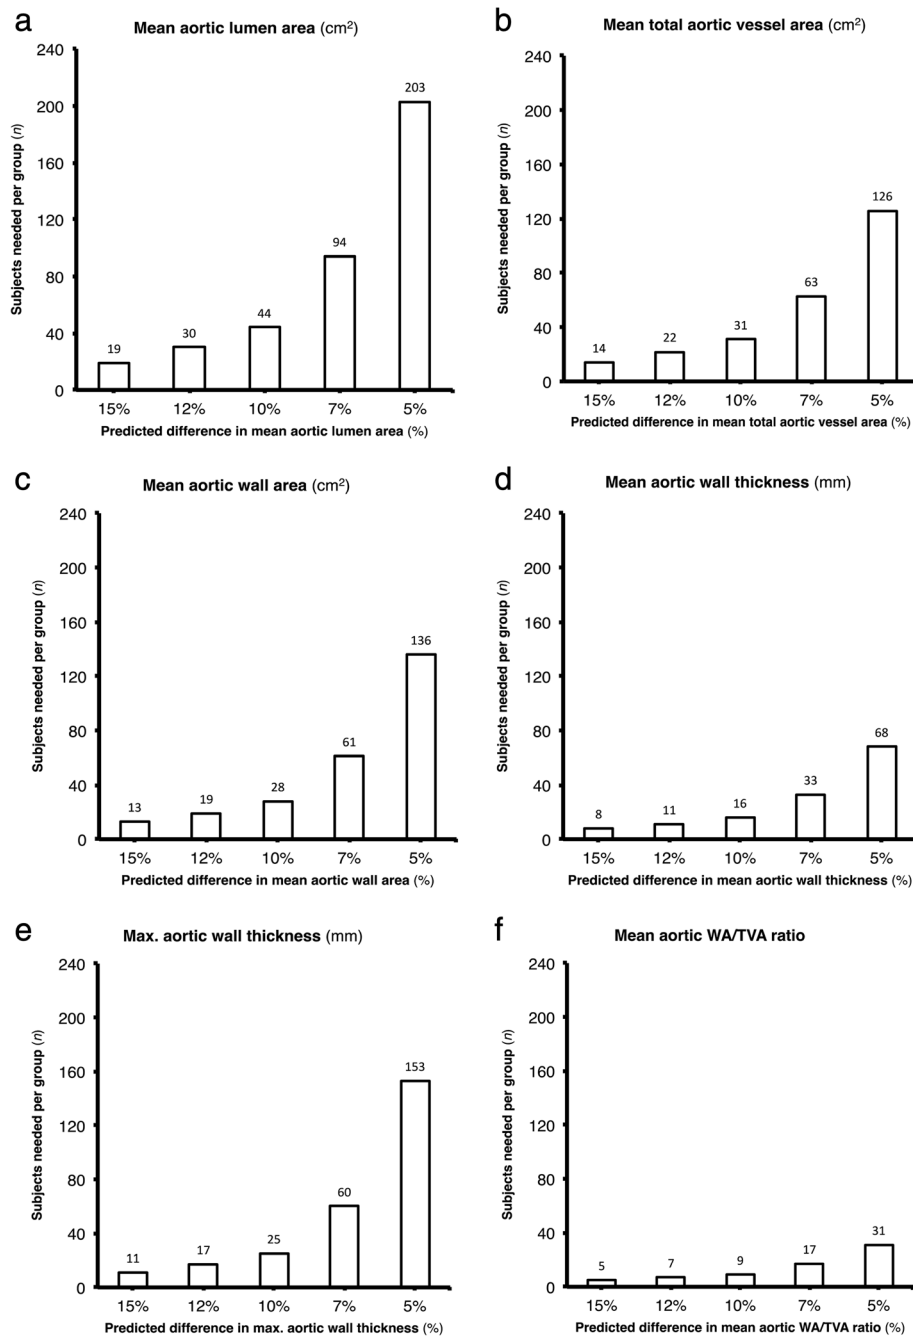 a
Mean aortic lumen area (cm²)
Subjects needed per group (n)
240
200
160
120
80
40
0
19
30
44
94
203
15% 12% 10% 7% 5%
Predicted difference in mean aortic lumen area (%)
b
Mean total aortic vessel area (cm²)
Subjects needed per group (n)
240
200
160
120
80
40
0
14
22
31
63
126
15% 12% 10% 7% 5%
Predicted difference in mean total aortic vessel area (%)
c
Mean aortic wall area (cm²)
Subjects needed per group (n)
240
200
160
120
80
40
0
13
19
28
61
136
15% 12% 10% 7% 5%
Predicted difference in mean aortic wall area (%)
d
Mean aortic wall thickness (mm)
Subjects needed per group (n)
240
200
160
120
80
40
0
8
11
16
33
68
15% 12% 10% 7% 5%
Predicted difference in mean aortic wall thickness (%)
e
Max. aortic wall thickness (mm)
Subjects needed per group (n)
240
200
160
120
80
40
0
11
17
25
60
153
15% 12% 10% 7% 5%
Predicted difference in max. aortic wall thickness (%)
f
Mean aortic WA/TVA ratio
Subjects needed per group (n)
240
200
160
120
80
40
0
5
7
9
17
31
15% 12% 10% 7% 5%
Predicted difference in mean aortic WA/TVA ratio (%)